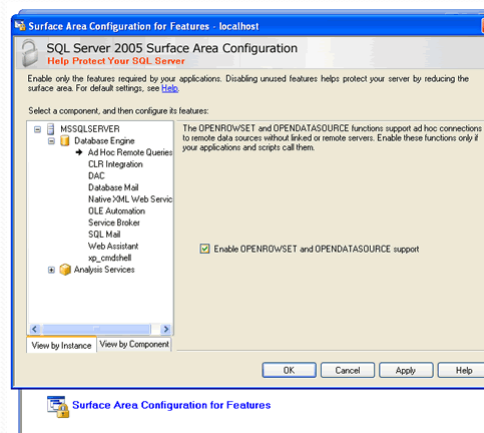 Surface Area Configuration for Features - localhost
SQL Server 2005 Surface Area Configuration
Help Protect Your SQL Server
Enable only the features required by your applications. Disabling unused features helps protect your server by reducing the
surface area. For default settings, see Help.
Select a component, and then configure its features:
MSSQLSERVER
Database Engine
Ad Hoc Remote Queries
CLR Integration
DAC
Database Mail
Native XML Web Servic
OLE Automation
Service Broker
SQL Mail
Web Assistant
xp_cmdshell
Analysis Services
View by Instance
View by Component
The OPENROWSET and OPENDATASOURCE functions support ad hoc connections
to remote data sources without linked or remote servers. Enable these functions only if
your applications and scripts call them.
Enable OPENROWSET and OPENDATASOURCE support
OK
Cancel
Apply
Help
Surface Area Configuration for Features